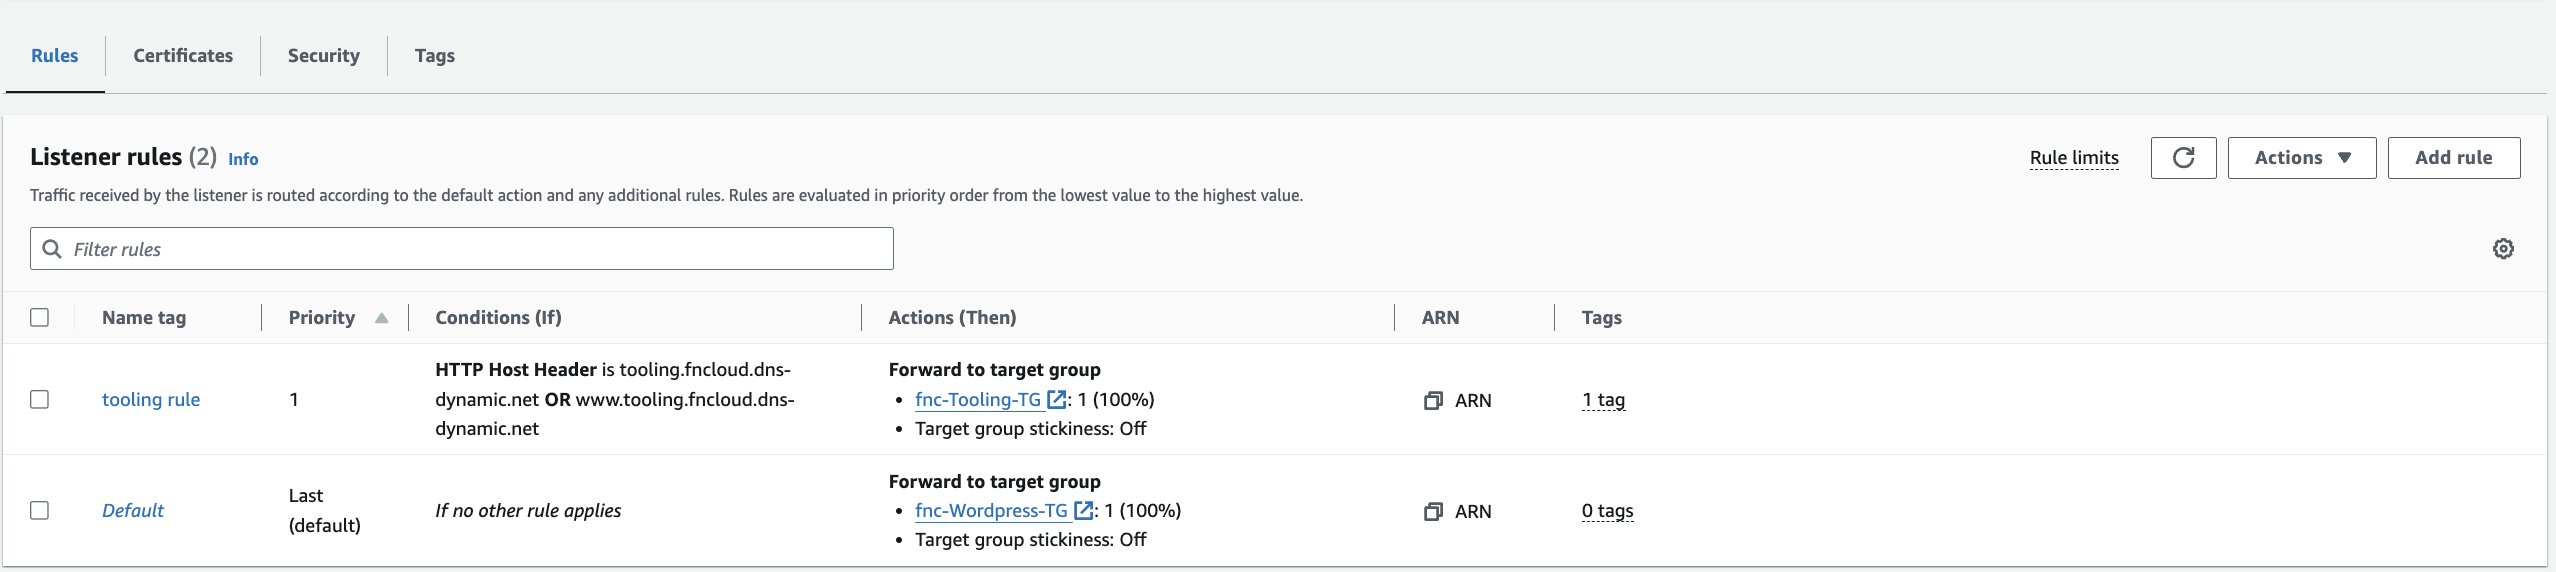 Rules
Certificates
Security
Tags
Listener rules (2) Info
Rule limits
Actions
Add rule
Traffic received by the listener is routed according to the default action and any additional rules. Rules are evaluated in priority order from the lowest value to the highest value.
Filter rules
Name tag
Priority
Conditions (If)
Actions (Then)
ARN
Tags
tooling rule
1
HTTP Host Header is tooling.fncloud.dns-
dynamic.net OR www.tooling.fncloud.dns-
dynamic.net
Forward to target group
• fnc-Tooling-TG : 1 (100%)
• Target group stickiness: Off
ARN
1 tag
Default
Last
(default)
If no other rule applies
Forward to target group
• fnc-Wordpress-TG : 1 (100%)
• Target group stickiness: Off
ARN
0 tags